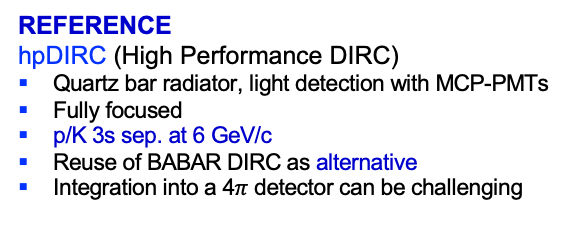 REFERENCE
hpDIRC (High Performance DIRC)
▪ Quartz bar radiator, light detection with MCP-PMTs
▪ Fully focused
▪ p/K 3s sep. at 6 GeV/c
▪ Reuse of BABAR DIRC as alternative
▪ Integration into a 4𝜋 detector can be challenging